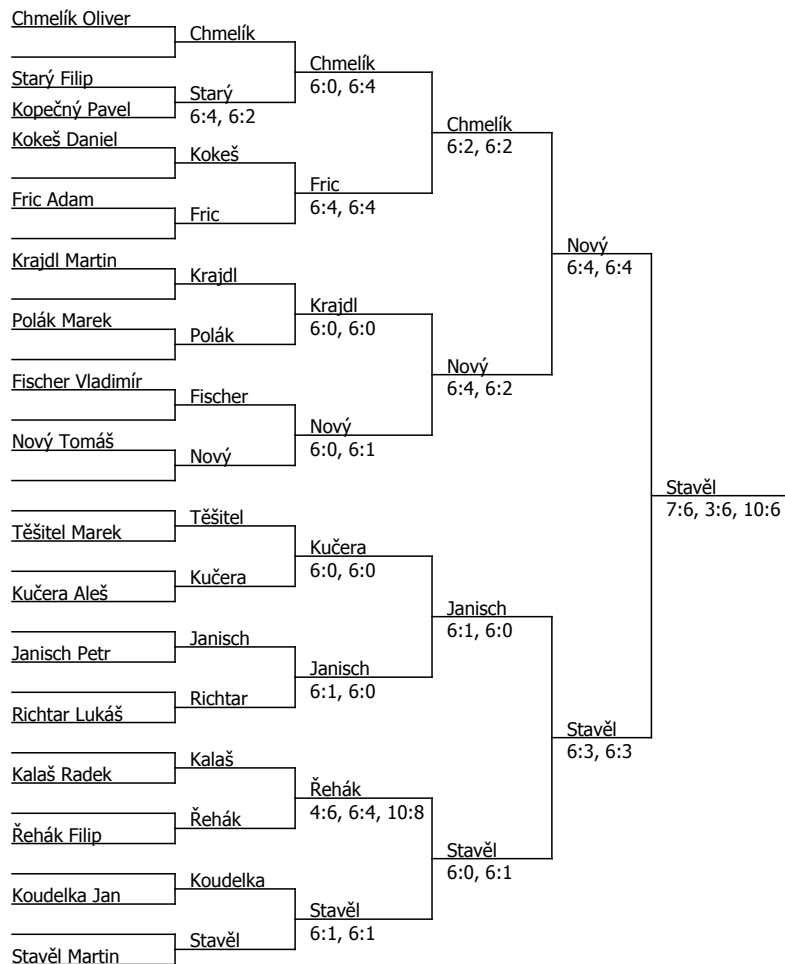 Chmelík Oliver
Starý Filip
Kopečný Pavel
Kokeš Daniel
Fric Adam
Krajdl Martin
Polák Marek
Fischer Vladimír
Nový Tomáš
Těšitel Marek
Kučera Aleš
Janisch Petr
Richtar Lukáš
Kalaš Radek
Řehák Filip
Koudelka Jan
Stavěl Martin
Chmelík
Starý
6:4, 6:2
Kokeš
Fric
Krajdl
Polák
Fischer
Nový
Těšitel
Kučera
Janisch
Richtar
Kalaš
Řehák
Koudelka
Stavěl
Chmelík
6:0, 6:4
Fric
6:4, 6:4
Krajdl
6:0, 6:0
Nový
6:0, 6:1
Kučera
6:0, 6:0
Janisch
6:1, 6:0
Řehák
4:6, 6:4, 10:8
Stavěl
6:1, 6:1
Chmelík
6:2, 6:2
Nový
6:4, 6:2
Janisch
6:1, 6:0
Stavěl
6:0, 6:1
Nový
6:4, 6:4
Stavěl
6:3, 6:3
Stavěl
7:6, 3:6, 10:6